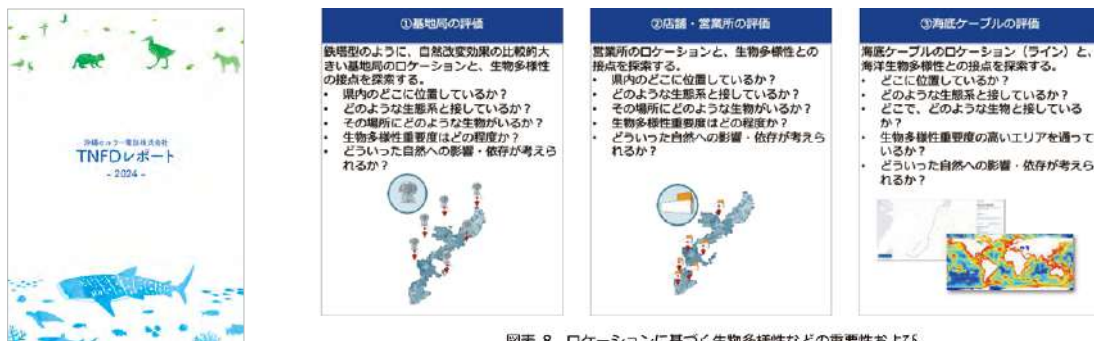 沖縄セルラー電話株式会社
TNFDレポート
- 2024 -
①基地局の評価
鉄塔型のように、自然改変効果の比較的大
きい基地局のロケーションと、生物多様性
の接点を探索する。
・ 県内のどこに位置しているか？
・ どのような生態系と接しているか？
・ その場所にどのような生物がいるか？
・ 生物多様性重要度はどの程度か？
・ どういった自然への影響・依存が考えら
れるか？
②店舗・営業所の評価
営業所のロケーションと、生物多様性との
接点を探索する。
・ 県内のどこに位置しているか？
・ どのような生態系と接しているか？
・ その場所にどのような生物がいるか？
・ 生物多様性重要度はどの程度か？
・ どういった自然への影響・依存が考えら
れるか？
③海底ケーブルの評価
海底ケーブルのロケーション（ライン）と、
海洋生物多様性との接点を探索する。
・ どこに位置しているか？
・ どのような生態系と接しているか？
・ どこで、どのような生物と接している
か？
・ 生物多様性重要度の高いエリアを通って
いるか？
・ どういった自然への影響・依存が考えら
れるか？
図表 8 ロケーションに基づく生物多様性などの重要性および